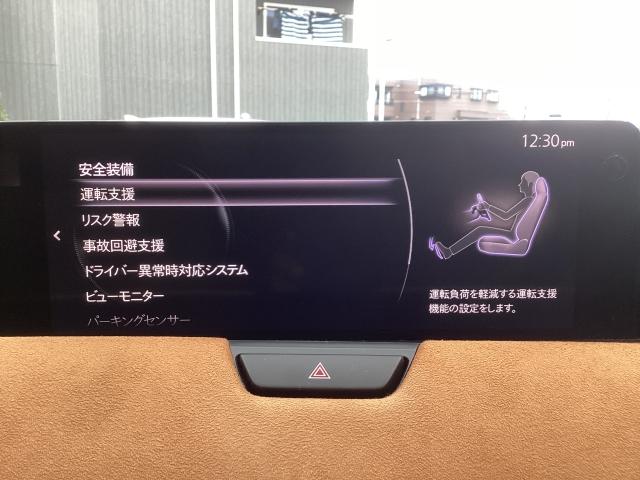 12:30pm
安全装備
運転支援
リスク警報
事故回避支援
ドライバー異常時対応システム
ビューモニター
パーキングセンサー
運転負荷を軽減する運転支援
機能の設定をします。